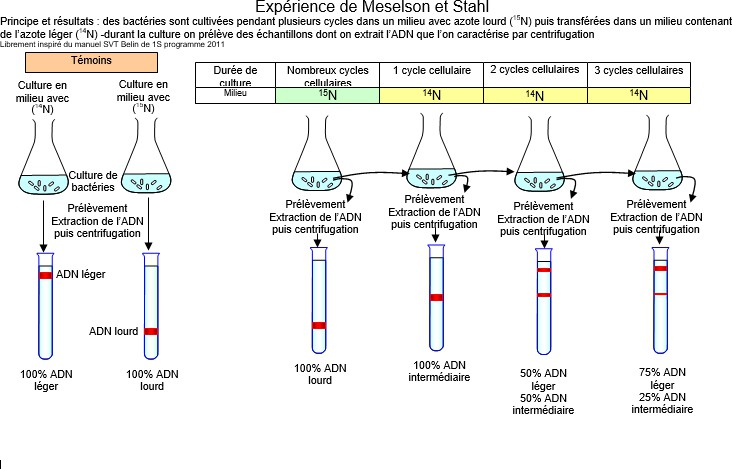 Expérience de Meselson et Stahl
Principe et résultats : des bactéries sont cultivées pendant plusieurs cycles dans un milieu avec azote lourd (¹⁵N) puis transférées dans un milieu contenant
de l'azote léger (¹⁴N) -durant la culture on prélève des échantillons dont on extrait l'ADN que l'on caractérise par centrifugation
Librement inspiré du manuel SVT Belin de 1S programme 2011
Témoins
Culture en
milieu avec
(¹⁴N)
Culture en
milieu avec
(¹⁵N)
Culture de
bactéries
Prélèvement
Extraction de l'ADN
puis centrifugation
ADN léger
ADN lourd
100% ADN
léger
100% ADN
lourd
Durée de
culture
Nombreux cycles
cellulaires
1 cycle cellulaire
2 cycles cellulaires
3 cycles cellulaires
Milieu
¹⁵N
¹⁴N
¹⁴N
¹⁴N
Prélèvement
Extraction de l'ADN
puis centrifugation
Prélèvement
Extraction de l'ADN
puis centrifugation
Prélèvement
Extraction de l'ADN
puis centrifugation
Prélèvement
Extraction de l'ADN
puis centrifugation
100% ADN
lourd
100% ADN
intermédiaire
50% ADN
léger
50% ADN
intermédiaire
75% ADN
léger
25% ADN
intermédiaire